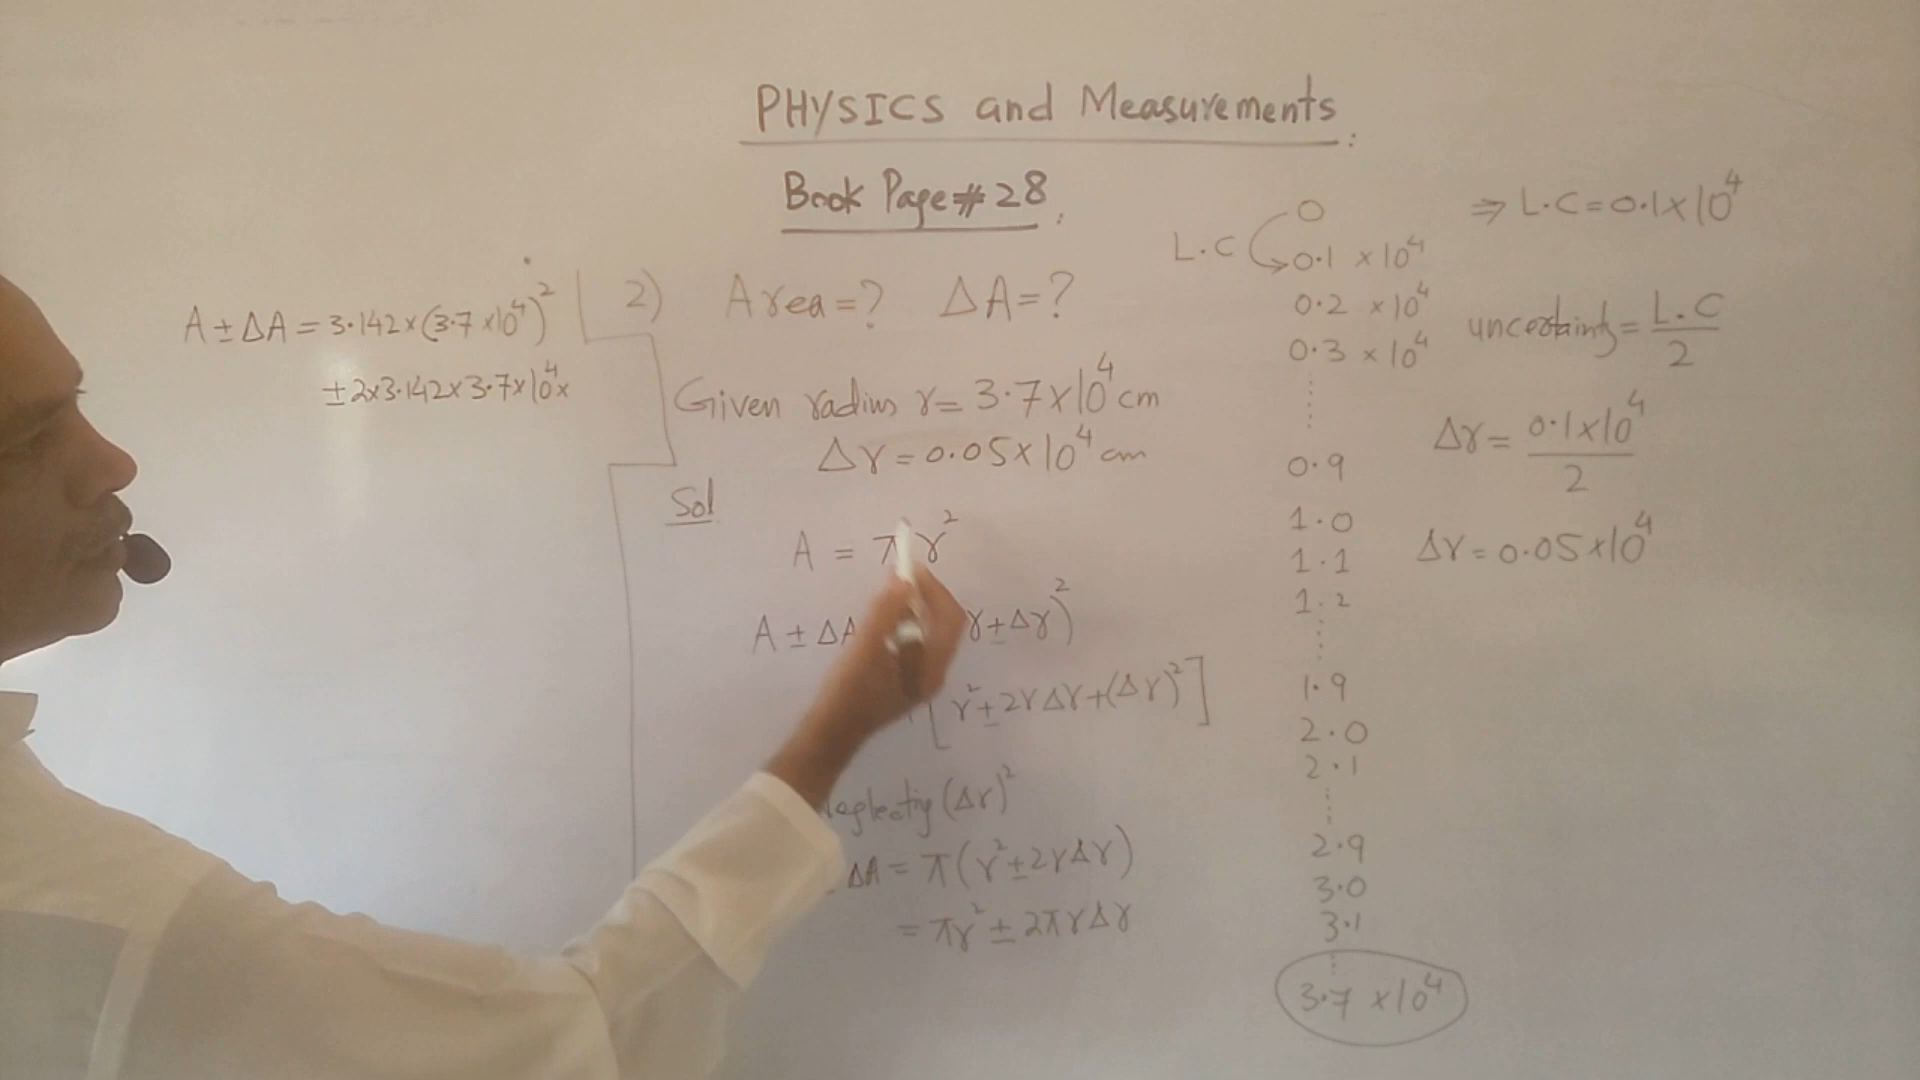 PHYSICS and Measurements
Book Page # 28
2) Area = ? ΔA = ?
Given radius r = 3.7 × 10⁴ cm
Δr = 0.05 × 10⁴ cm
Sol
A = πr²
A ± ΔA r ± Δr)²
[r² ± 2rΔr + (Δr)²]
(Δr)²
ΔA = π(r² ± 2rΔr)
= πr² ± 2πrΔr
A ± ΔA = 3.142 × (3.7 × 10⁴)²
± 2 × 3.142 × 3.7 × 10⁴ ×
L.C
0
0.1 × 10⁴
0.2 × 10⁴
0.3 × 10⁴
0.9
1.0
1.1
1.2
1.9
2.0
2.1
2.9
3.0
3.1
3.7 × 10⁴
⇒ L.C = 0.1 × 10⁴
uncertainty = L.C / 2
Δr = 0.1 × 10⁴ / 2
Δr = 0.05 × 10⁴